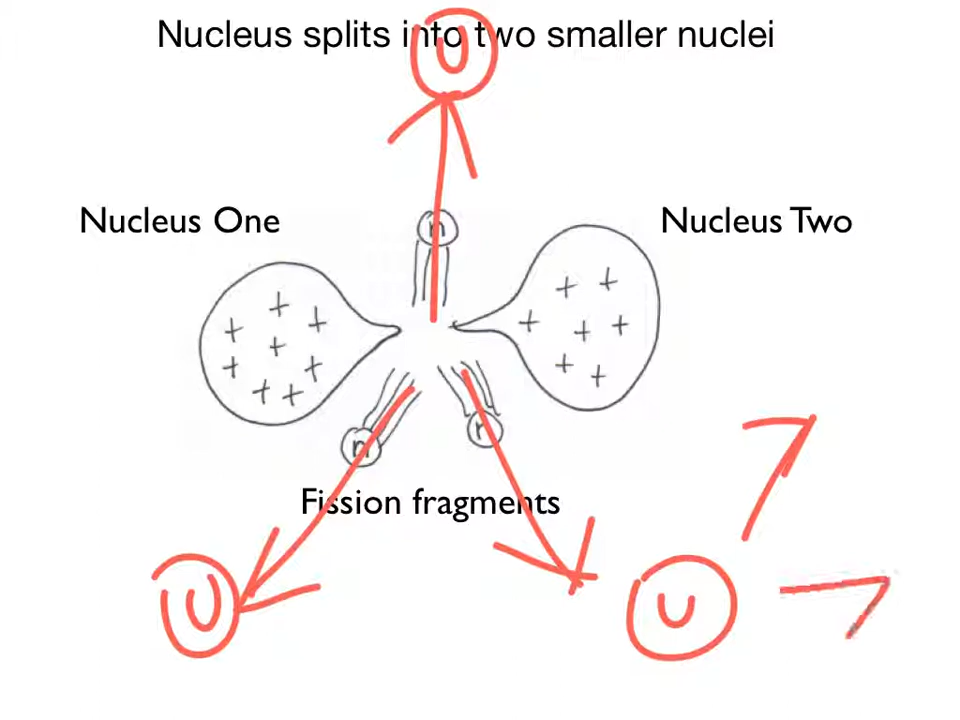 Nucleus splits into two smaller nuclei
U
Nucleus One
Nucleus Two
n
+ + + + + + + +
+ + + + + + +
n
n
Fission fragments
U
U